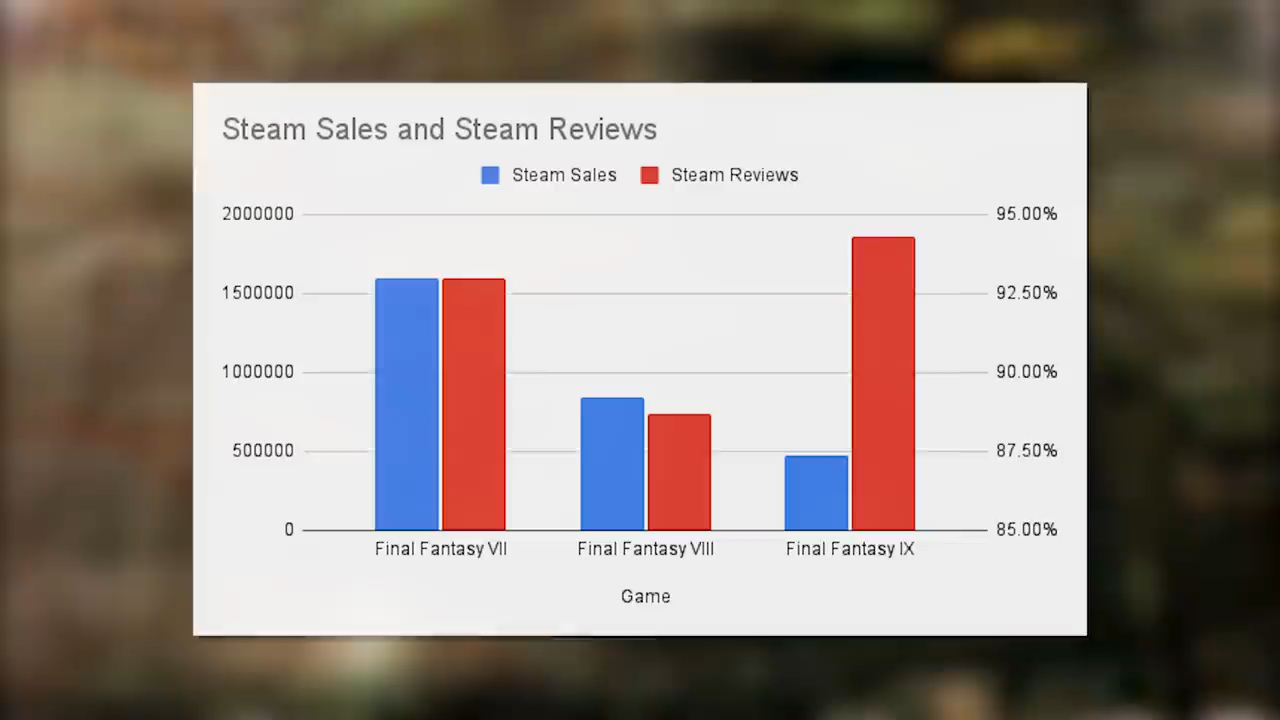 Steam Sales and Steam Reviews
Steam Sales Steam Reviews
2000000 95.00%
1500000 92.50%
1000000 90.00%
500000 87.50%
0 85.00%
Final Fantasy VII Final Fantasy VIII Final Fantasy IX
Game